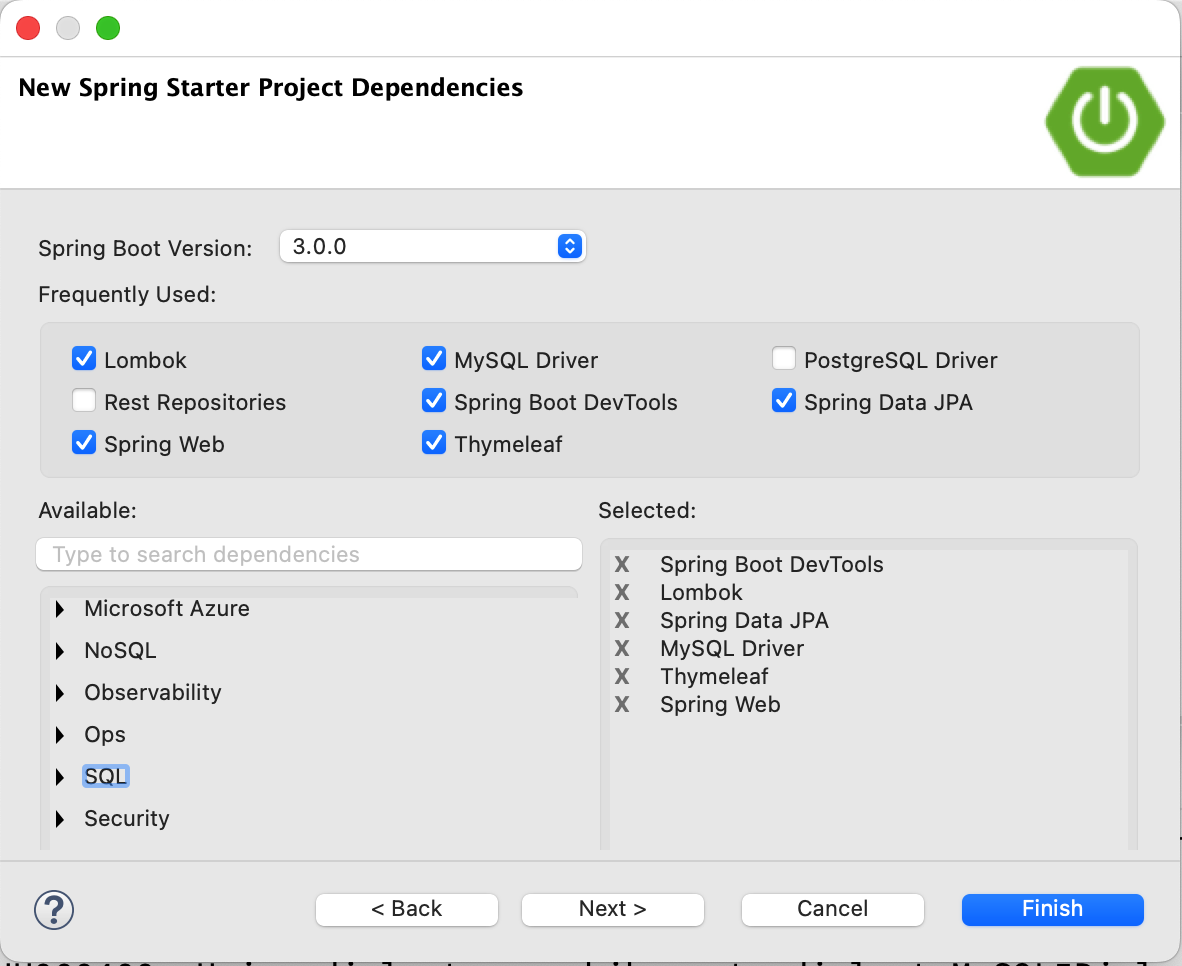 New Spring Starter Project Dependencies
Spring Boot Version: 3.0.0
Frequently Used:
Lombok MySQL Driver PostgreSQL Driver
Rest Repositories Spring Boot DevTools Spring Data JPA
Spring Web Thymeleaf
Available:
Type to search dependencies
Microsoft Azure
NoSQL
Observability
Ops
SQL
Security
Selected:
X Spring Boot DevTools
X Lombok
X Spring Data JPA
X MySQL Driver
X Thymeleaf
X Spring Web
? < Back Next > Cancel Finish